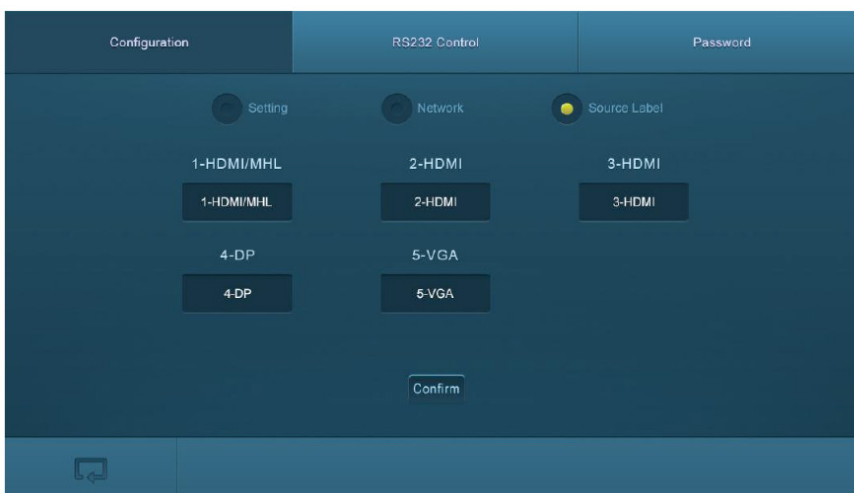 Configuration RS232 Control Password
Setting Network Source Label
1-HDMI/MHL 2-HDMI 3-HDMI
1-HDMI/MHL 2-HDMI 3-HDMI
4-DP 5-VGA
4-DP 5-VGA
Confirm